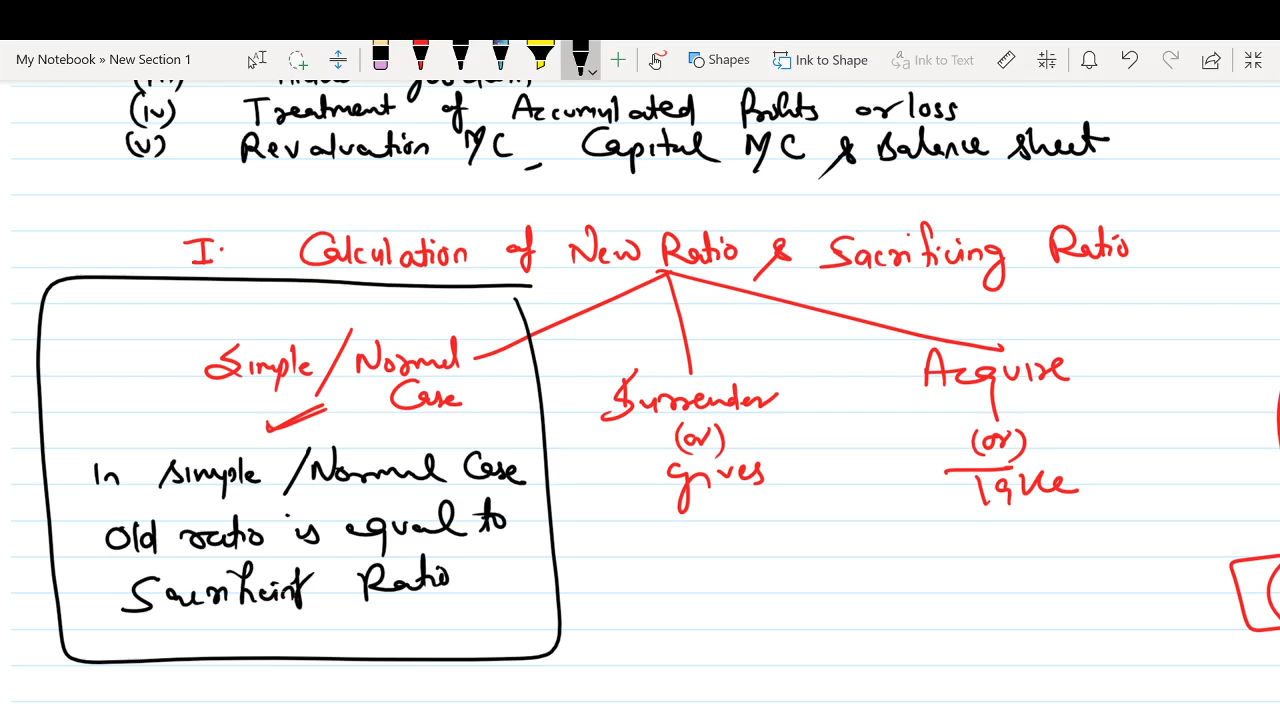 My Notebook » New Section 1
Shapes
Ink to Shape
Ink to Text
(iv) Treatment of Accumulated Profits or loss
(v) Revaluation A/C, Capital A/C & Balance sheet
I. Calculation of New Ratio & Sacrificing Ratio
Simple / Normal Case
Surrender
(or)
gives
Acquire
(or)
Take
In simple / Normal Case
Old ratio is equal to
Ratio